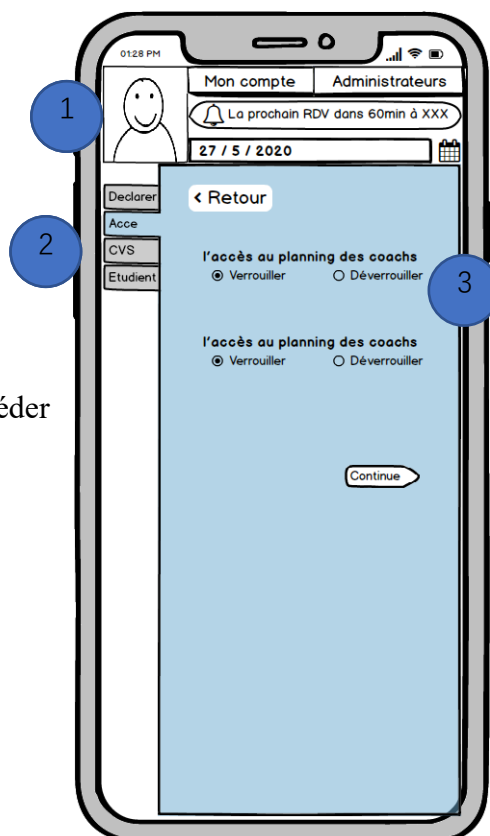 01:28 PM
Mon compte Administrateurs
1
La prochain RDV dans 60min à XXX
27 / 5 / 2020
Declarer
Acce
CVS
Etudient
2
< Retour
l'accès au planning des coachs
Verrouiller Déverrouiller
3
l'accès au planning des coachs
Verrouiller Déverrouiller
éder
Continue